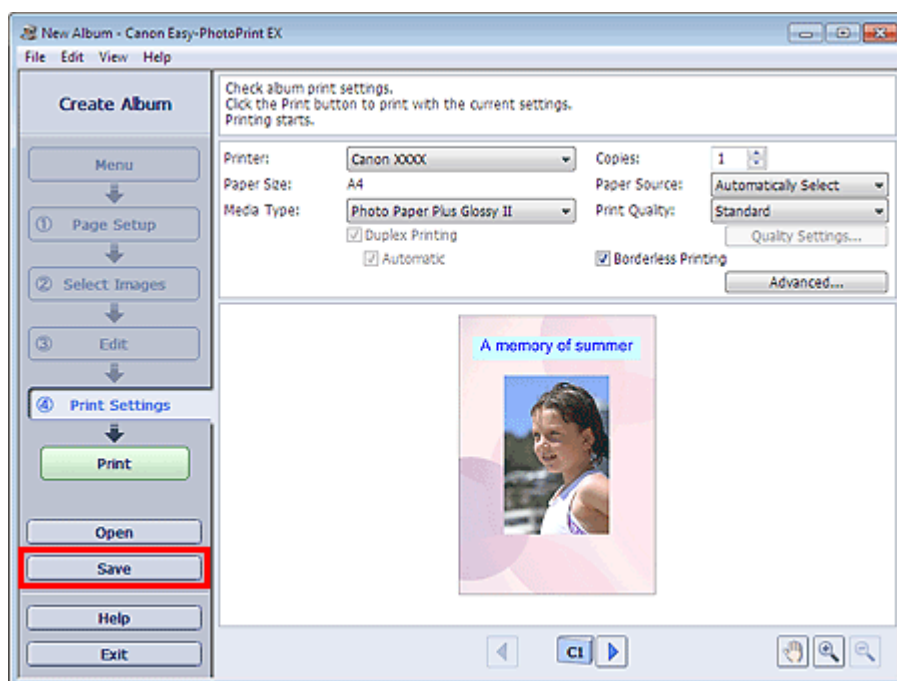 New Album - Canon Easy-PhotoPrint EX
File Edit View Help
Create Album
Menu
① Page Setup
② Select Images
③ Edit
④ Print Settings
Print
Open
Save
Help
Exit
Check album print settings.
Click the Print button to print with the current settings.
Printing starts.
Printer: Canon XXXX Copies: 1
Paper Size: A4 Paper Source: Automatically Select
Media Type: Photo Paper Plus Glossy II Print Quality: Standard
Duplex Printing Quality Settings...
Automatic Borderless Printing
Advanced...
A memory of summer
C1